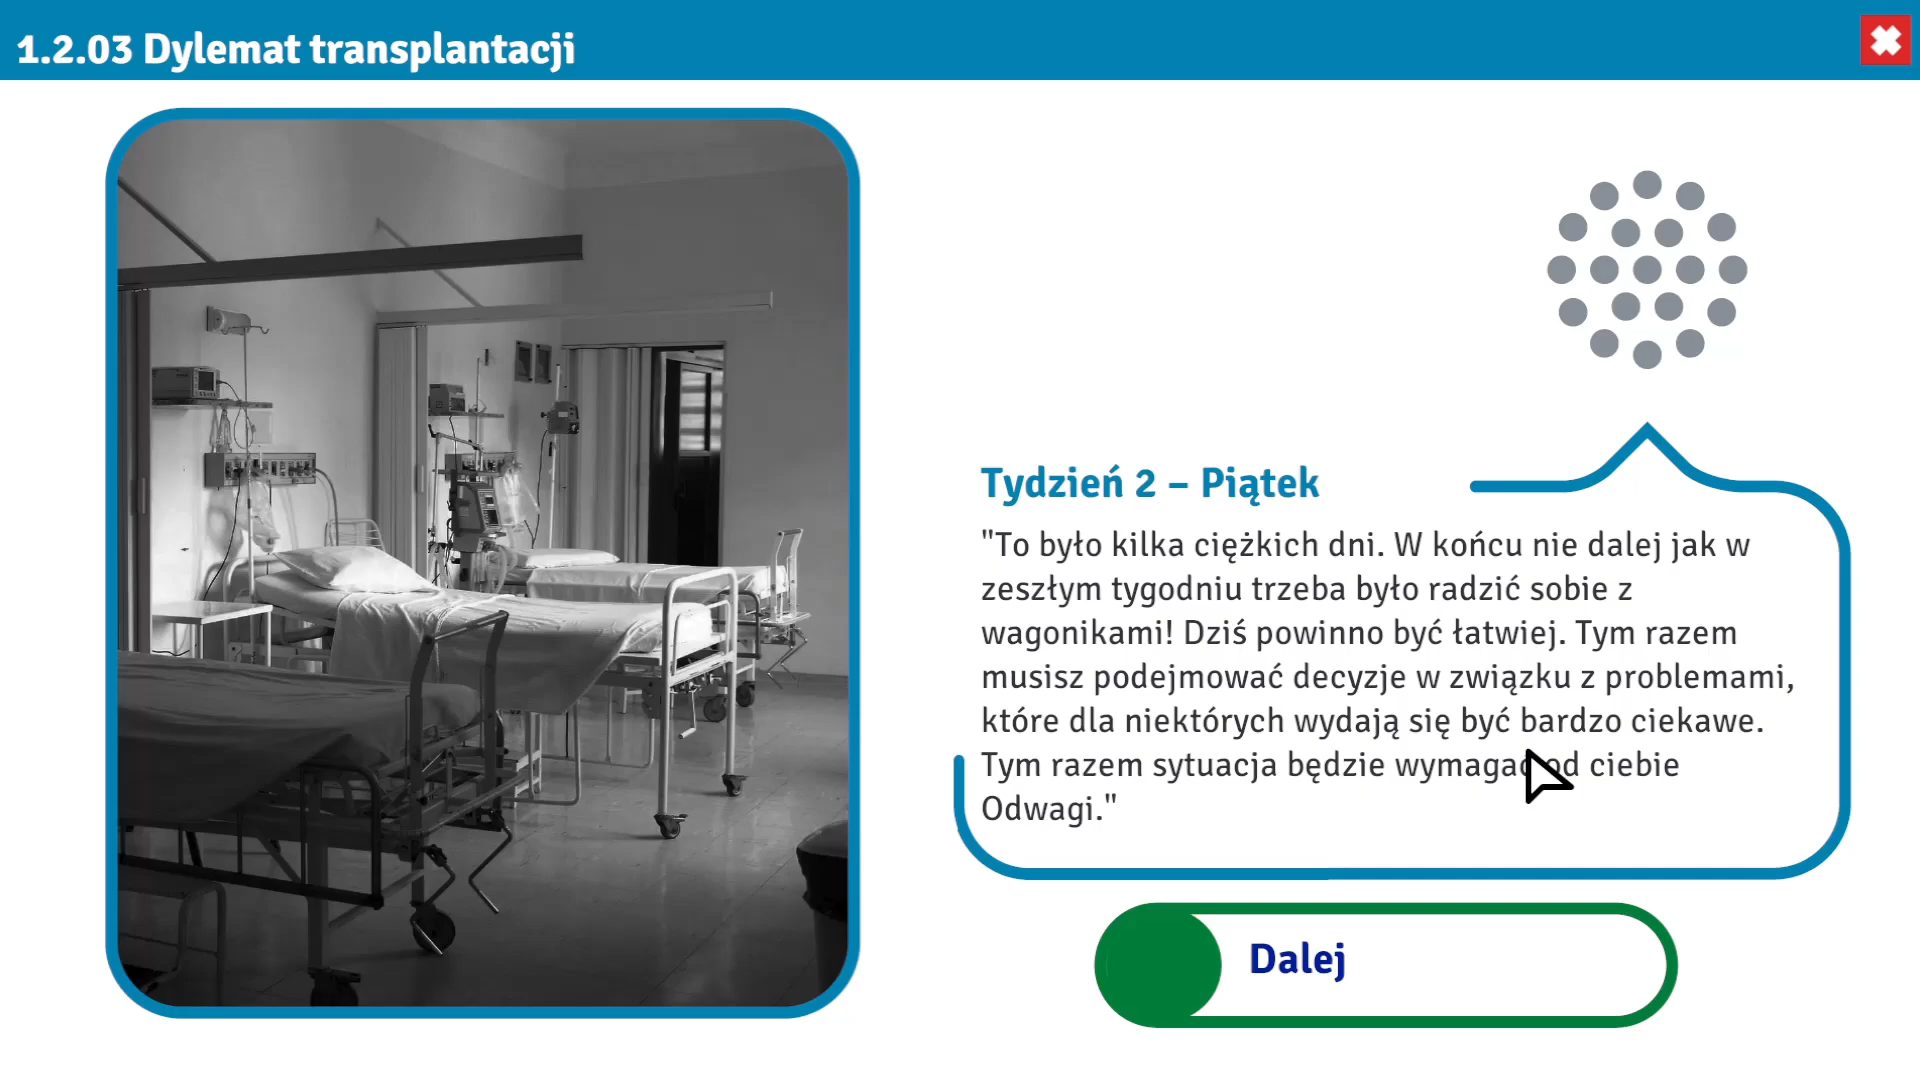 1.2.03 Dylemat transplantacji
Tydzień 2 – Piątek
"To było kilka ciężkich dni. W końcu nie dalej jak w
zeszłym tygodniu trzeba było radzić sobie z
wagonikami! Dziś powinno być łatwiej. Tym razem
musisz podejmować decyzje w związku z problemami,
które dla niektórych wydają się być bardzo ciekawe.
Tym razem sytuacja będzie wymagać od ciebie
Odwagi."
Dalej